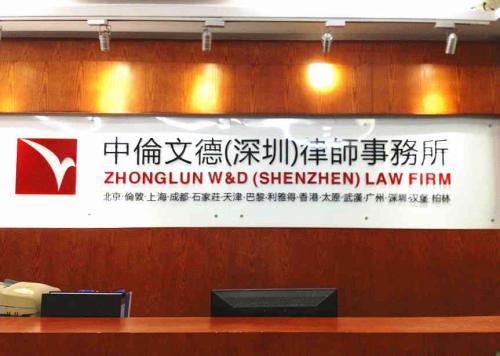 中倫文德(深圳)律師事務所
ZHONGLUN W&D (SHENZHEN) LAW FIRM
北京·倫敦·上海·成都·石家莊·天津·巴黎·利雅得·香港·太原·武漢·广州·深圳·汉堡·柏林